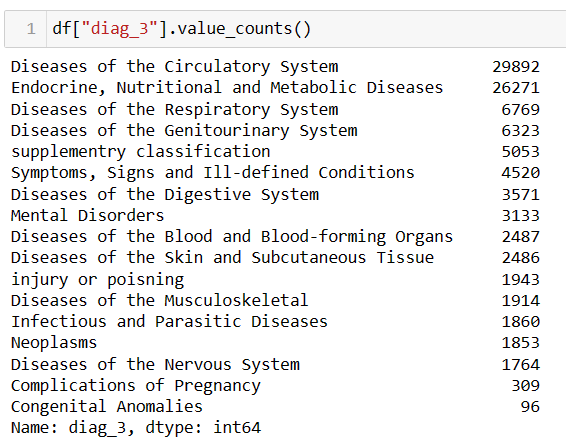 1 df["diag_3"].value_counts()
Diseases of the Circulatory System 29892
Endocrine, Nutritional and Metabolic Diseases 26271
Diseases of the Respiratory System 6769
Diseases of the Genitourinary System 6323
supplementry classification 5053
Symptoms, Signs and Ill-defined Conditions 4520
Diseases of the Digestive System 3571
Mental Disorders 3133
Diseases of the Blood and Blood-forming Organs 2487
Diseases of the Skin and Subcutaneous Tissue 2486
injury or poisning 1943
Diseases of the Musculoskeletal 1914
Infectious and Parasitic Diseases 1860
Neoplasms 1853
Diseases of the Nervous System 1764
Complications of Pregnancy 309
Congenital Anomalies 96
Name: diag_3, dtype: int64